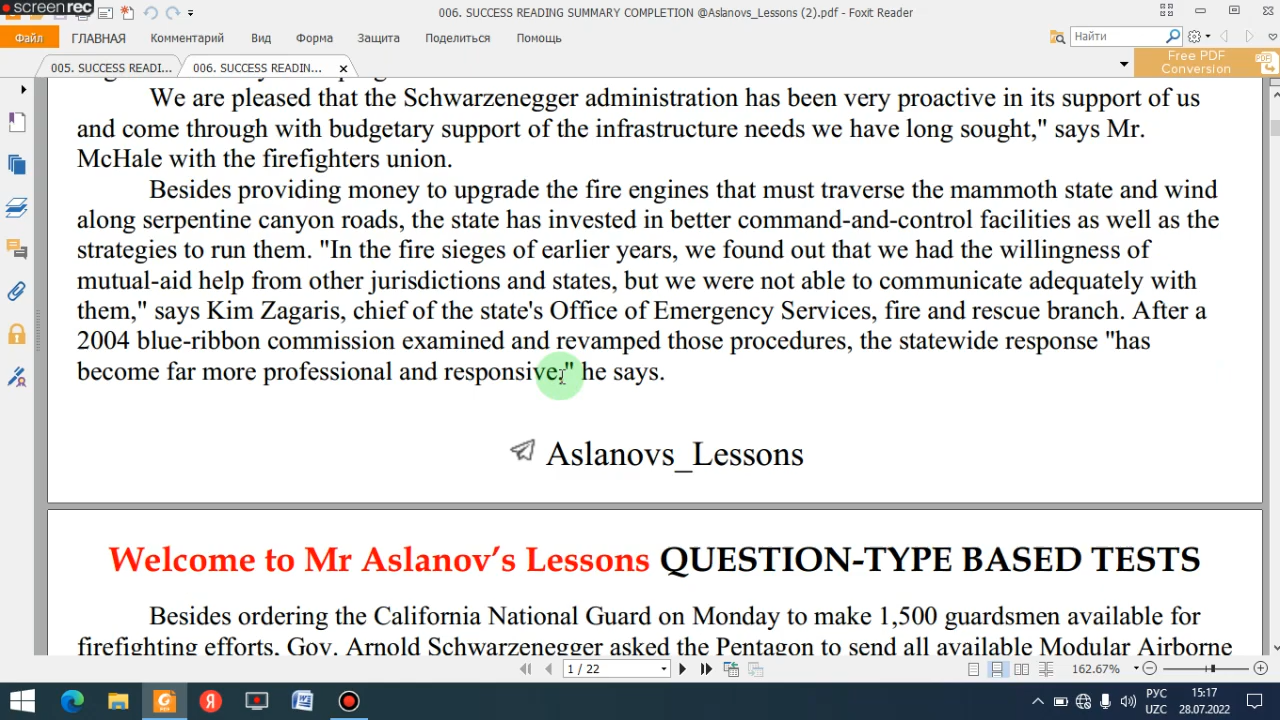 screenrec
006. SUCCESS READING SUMMARY COMPLETION @Aslanovs_Lessons (2).pdf - Foxit Reader
Файл ГЛАВНАЯ Комментарий Вид Форма Защита Поделиться Помощь Найти
005. SUCCESS READI... 006. SUCCESS READIN... Free PDF
Conversion
We are pleased that the Schwarzenegger administration has been very proactive in its support of us
and come through with budgetary support of the infrastructure needs we have long sought," says Mr.
McHale with the firefighters union.
Besides providing money to upgrade the fire engines that must traverse the mammoth state and wind
along serpentine canyon roads, the state has invested in better command-and-control facilities as well as the
strategies to run them. "In the fire sieges of earlier years, we found out that we had the willingness of
mutual-aid help from other jurisdictions and states, but we were not able to communicate adequately with
them," says Kim Zagaris, chief of the state's Office of Emergency Services, fire and rescue branch. After a
2004 blue-ribbon commission examined and revamped those procedures, the statewide response "has
become far more professional and responsive," he says.
Aslanovs_Lessons
Welcome to Mr Aslanov’s Lessons QUESTION-TYPE BASED TESTS
Besides ordering the California National Guard on Monday to make 1,500 guardsmen available for
firefighting efforts, Gov. Arnold Schwarzenegger asked the Pentagon to send all available Modular Airborne
1 / 22 162.67%
РУС 15:17
UZC 28.07.2022